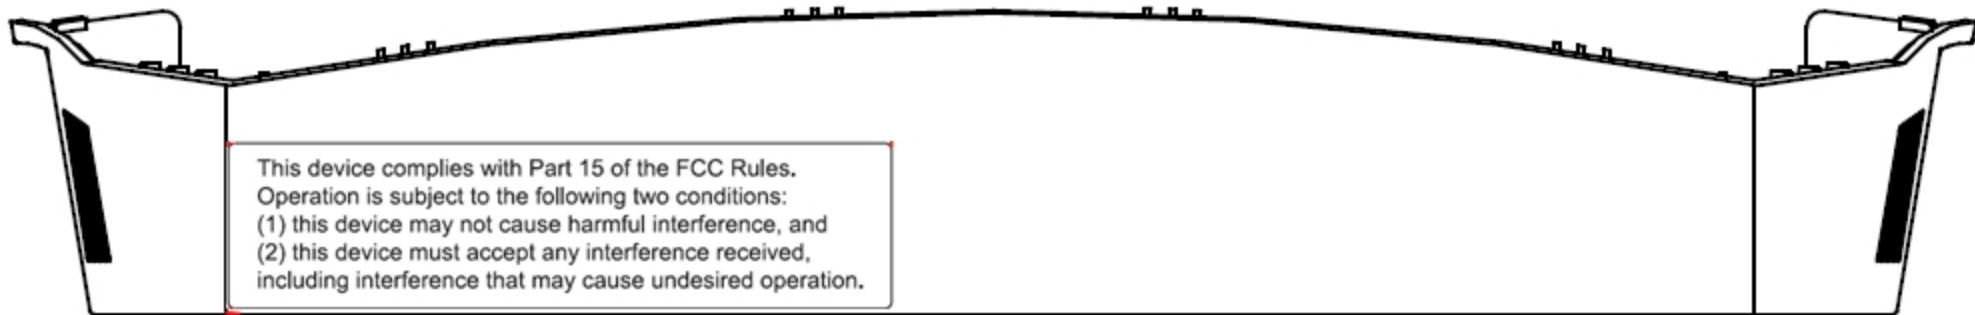 This device complies with Part 15 of the FCC Rules.
Operation is subject to the following two conditions:
(1) this device may not cause harmful interference, and
(2) this device must accept any interference received,
including interference that may cause undesired operation.